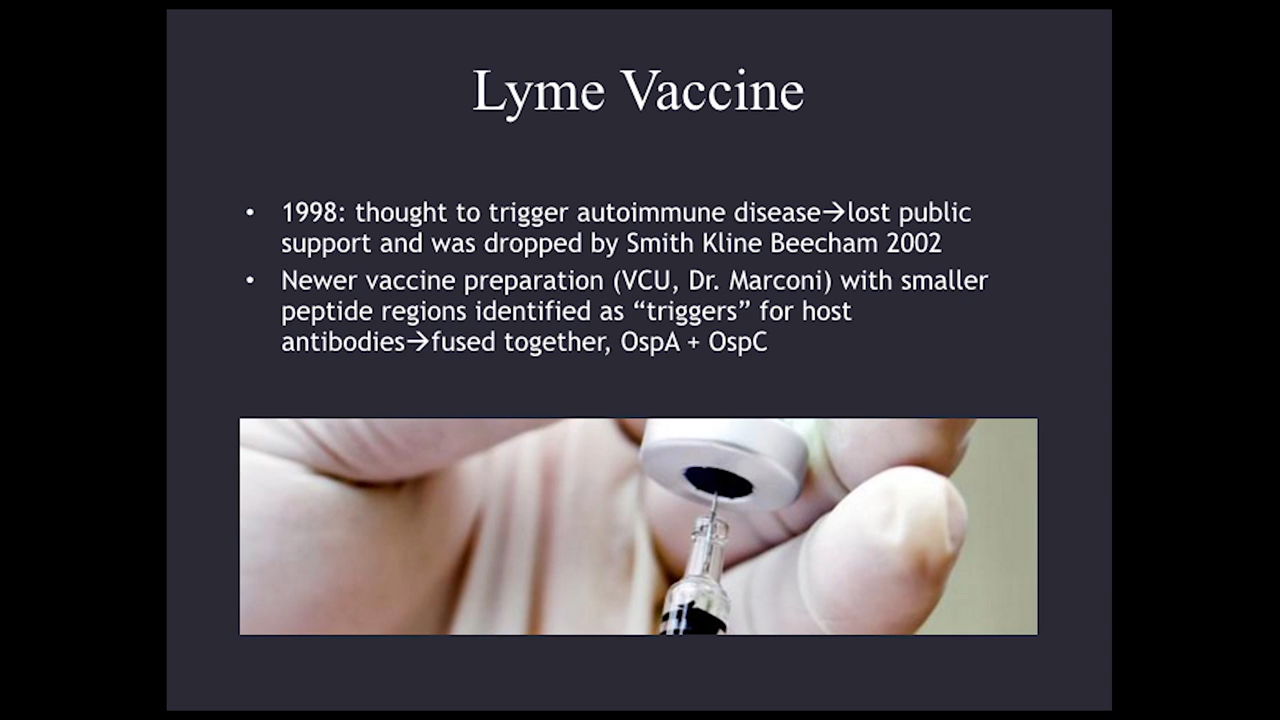 Lyme Vaccine
• 1998: thought to trigger autoimmune disease→lost public
support and was dropped by Smith Kline Beecham 2002
• Newer vaccine preparation (VCU, Dr. Marconi) with smaller
peptide regions identified as “triggers” for host
antibodies→fused together, OspA + OspC